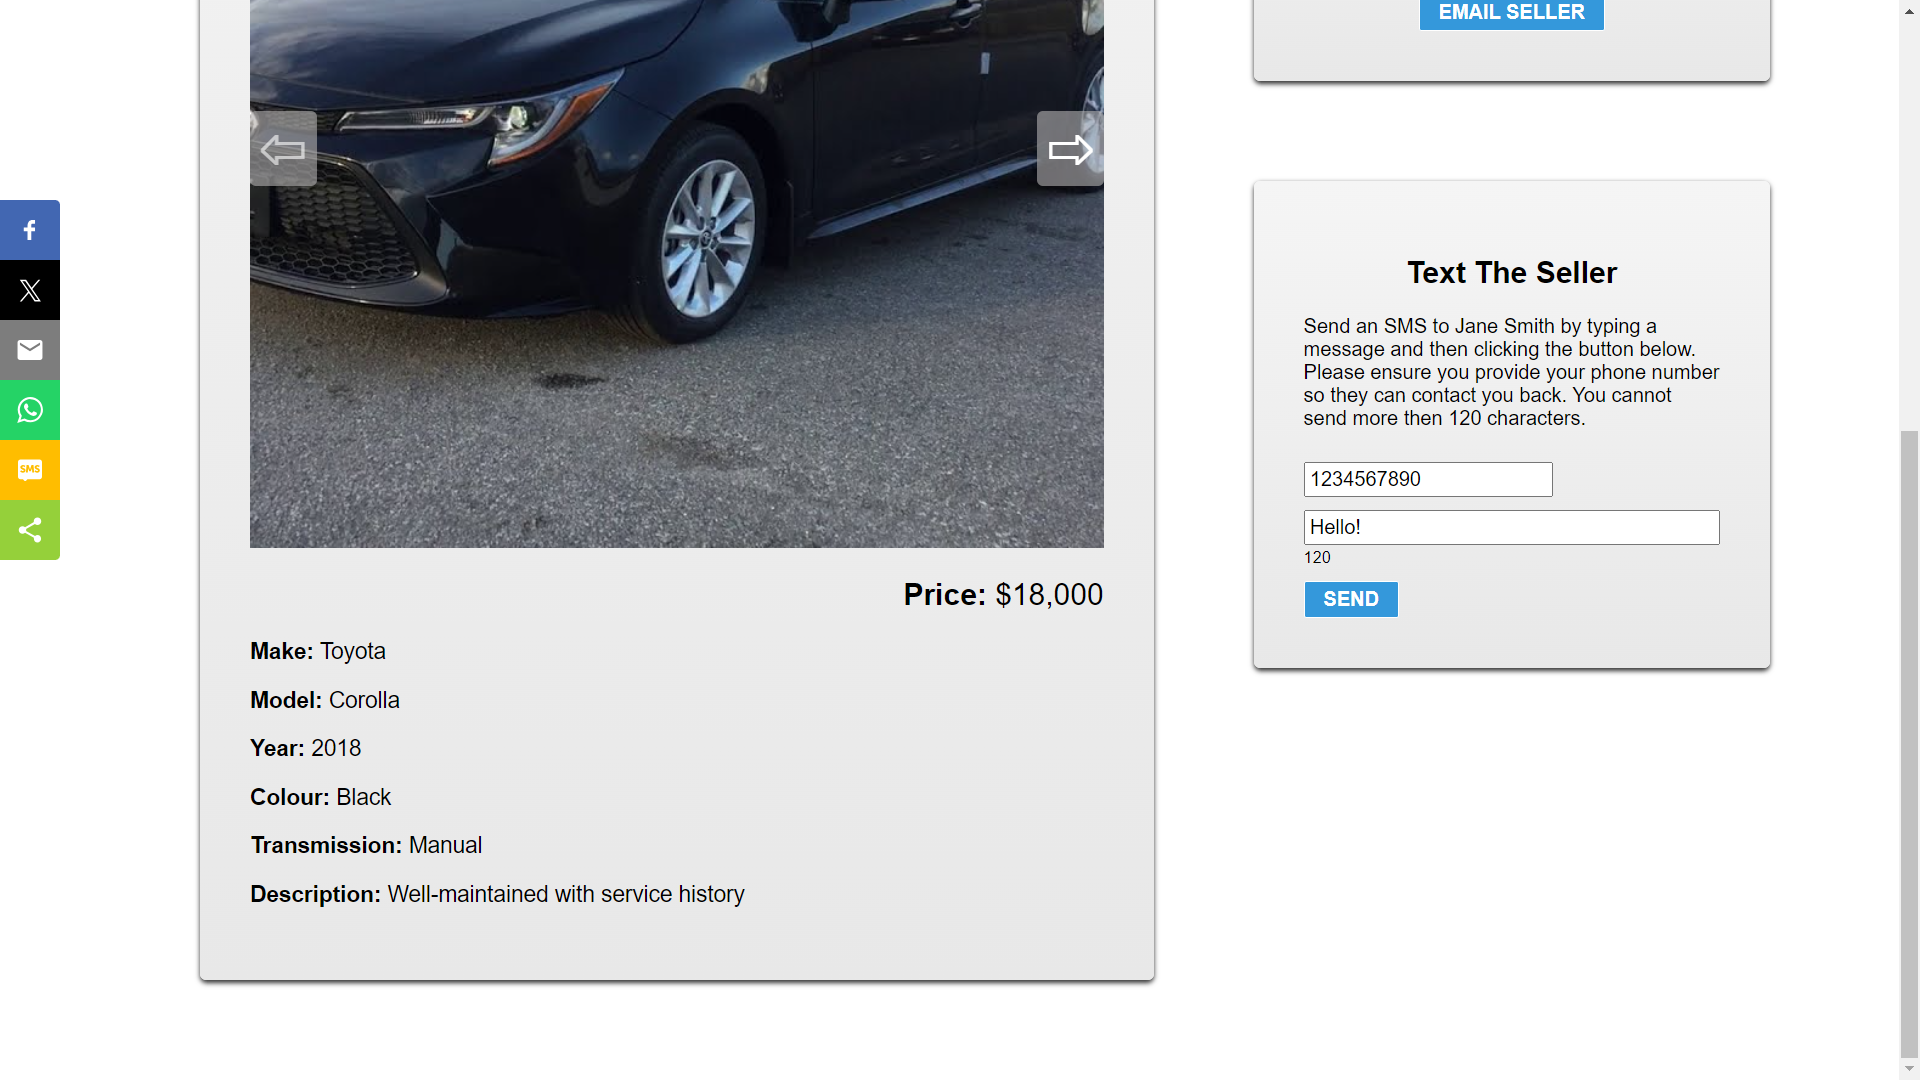 EMAIL SELLER
Text The Seller
Send an SMS to Jane Smith by typing a
message and then clicking the button below.
Please ensure you provide your phone number
so they can contact you back. You cannot
send more then 120 characters.
1234567890
Hello!
120
SEND
SMS
Price: $18,000
Make: Toyota
Model: Corolla
Year: 2018
Colour: Black
Transmission: Manual
Description: Well-maintained with service history